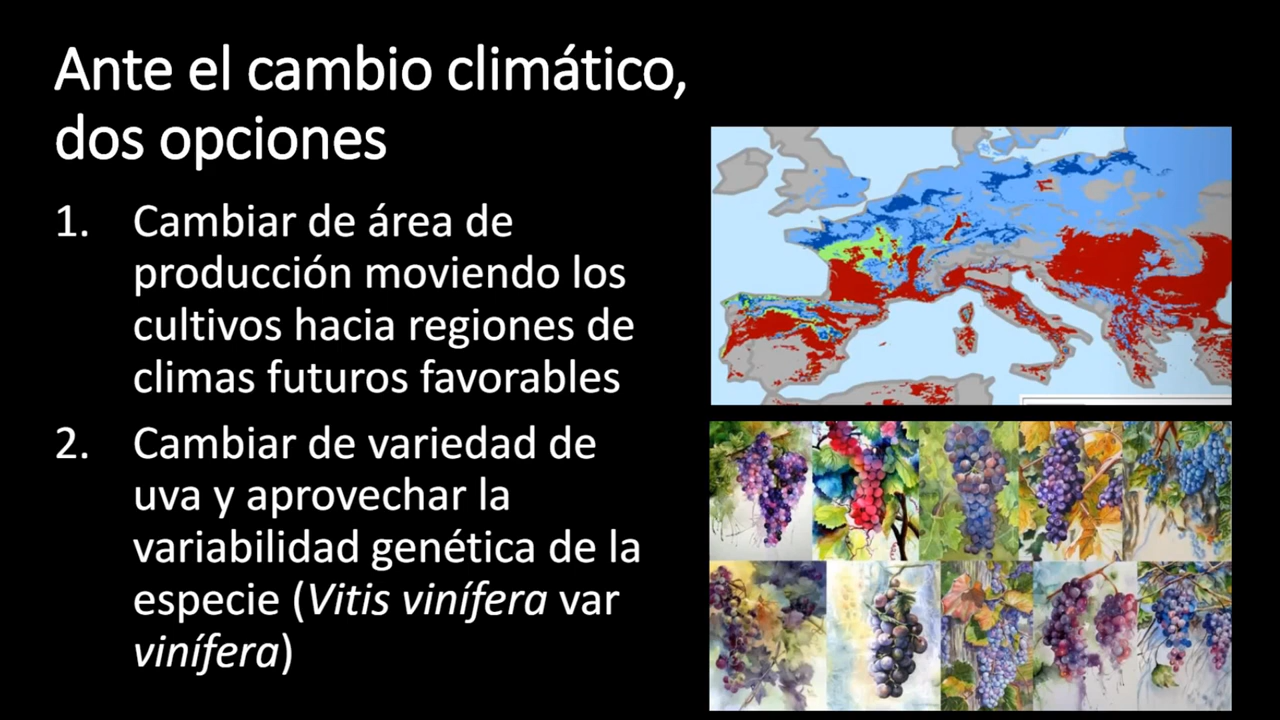 Ante el cambio climático,
dos opciones
1. Cambiar de área de
producción moviendo los
cultivos hacia regiones de
climas futuros favorables
2. Cambiar de variedad de
uva y aprovechar la
variabilidad genética de la
especie (Vitis vinífera var
vinífera)